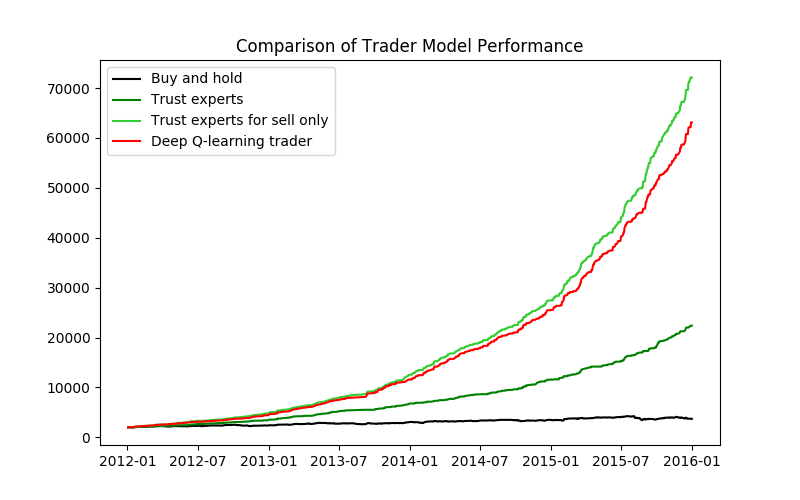 Comparison of Trader Model Performance
Buy and hold
Trust experts
Trust experts for sell only
Deep Q-learning trader
70000
60000
50000
40000
30000
20000
10000
0
2012-01 2012-07 2013-01 2013-07 2014-01 2014-07 2015-01 2015-07 2016-01